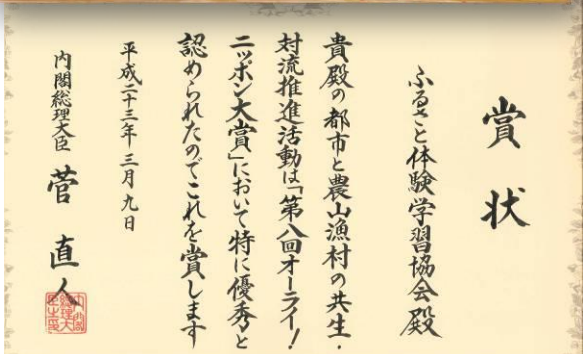 賞状
ふるさと体験学習協会殿
貴殿の都市と農山漁村の共生・
対流推進活動は「第八回オーライ!
ニッポン大賞」において特に優秀と
認められたのでこれを賞します
平成二十三年三月九日
内閣総理大臣 菅直人